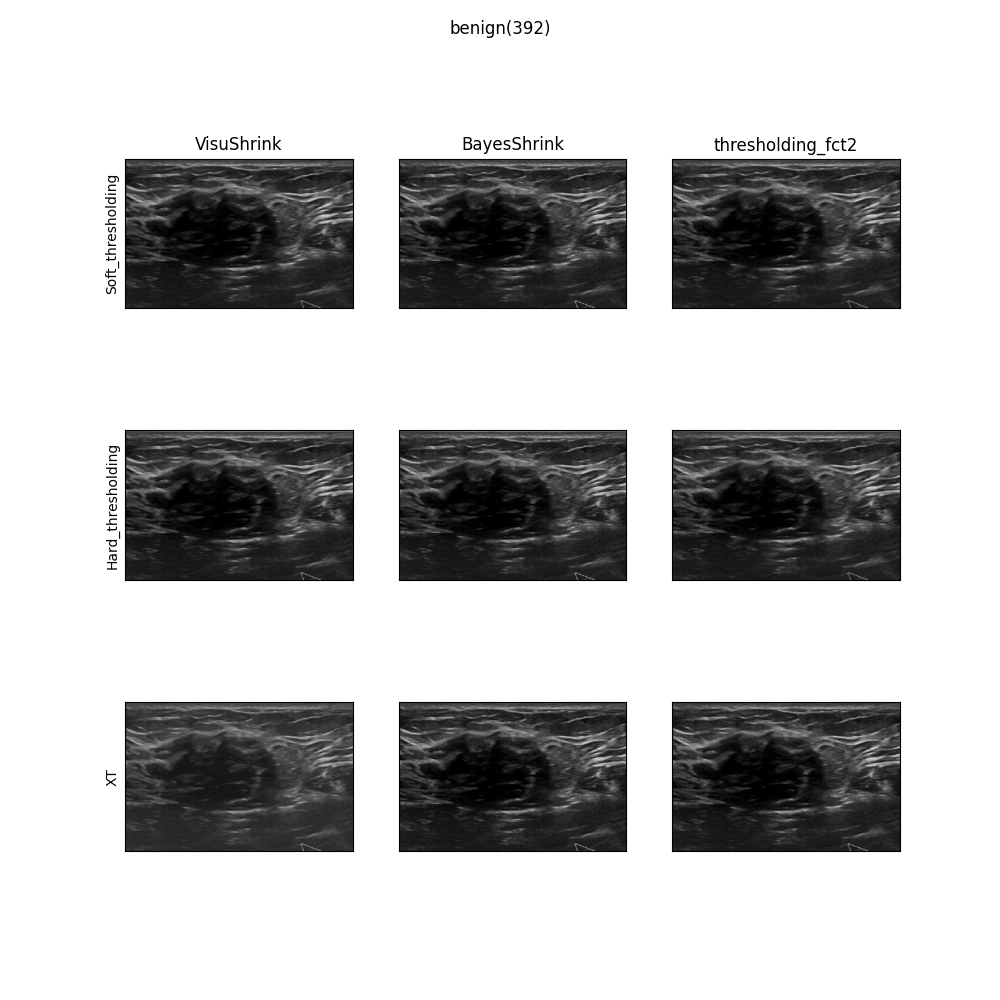 benign(392)
VisuShrink
BayesShrink
thresholding_fct2
Soft_thresholding
Hard_thresholding
XT